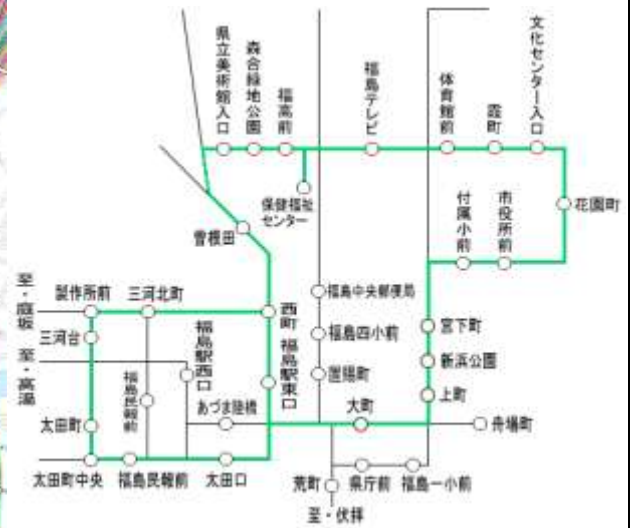 県立美術館入口
森合緑地公園
福高前
福島テレビ
体育館前
霞町
文化センター入口
保健福祉
センター
付属小前
市役所前
花園町
曽根田
至・庭坂
製作所前
三河北町
西町
福島中央郵便局
宮下町
三河台
福島駅西口
福島駅東口
福島四小前
新浜公園
至・高湯
福島民報前
置賜町
上町
あづま陸橋
大町
舟場町
太田町
太田町中央
福島民報前
太田口
荒町
県庁前
福島一小前
至・伏拝